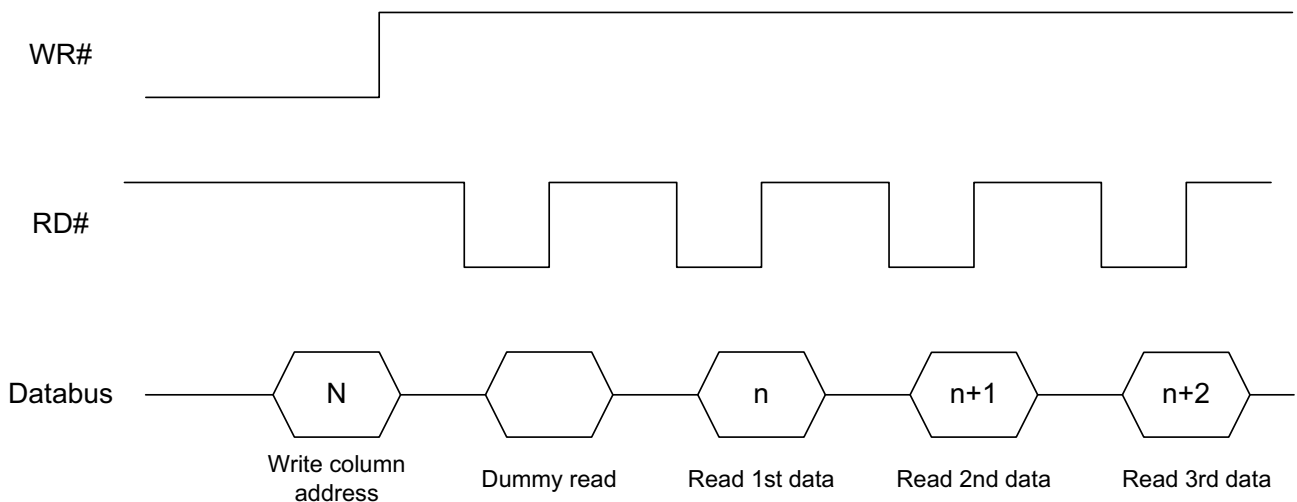 WR#
RD#
Databus
N
n
n+1
n+2
Write column
address
Dummy read
Read 1st data
Read 2nd data
Read 3rd data